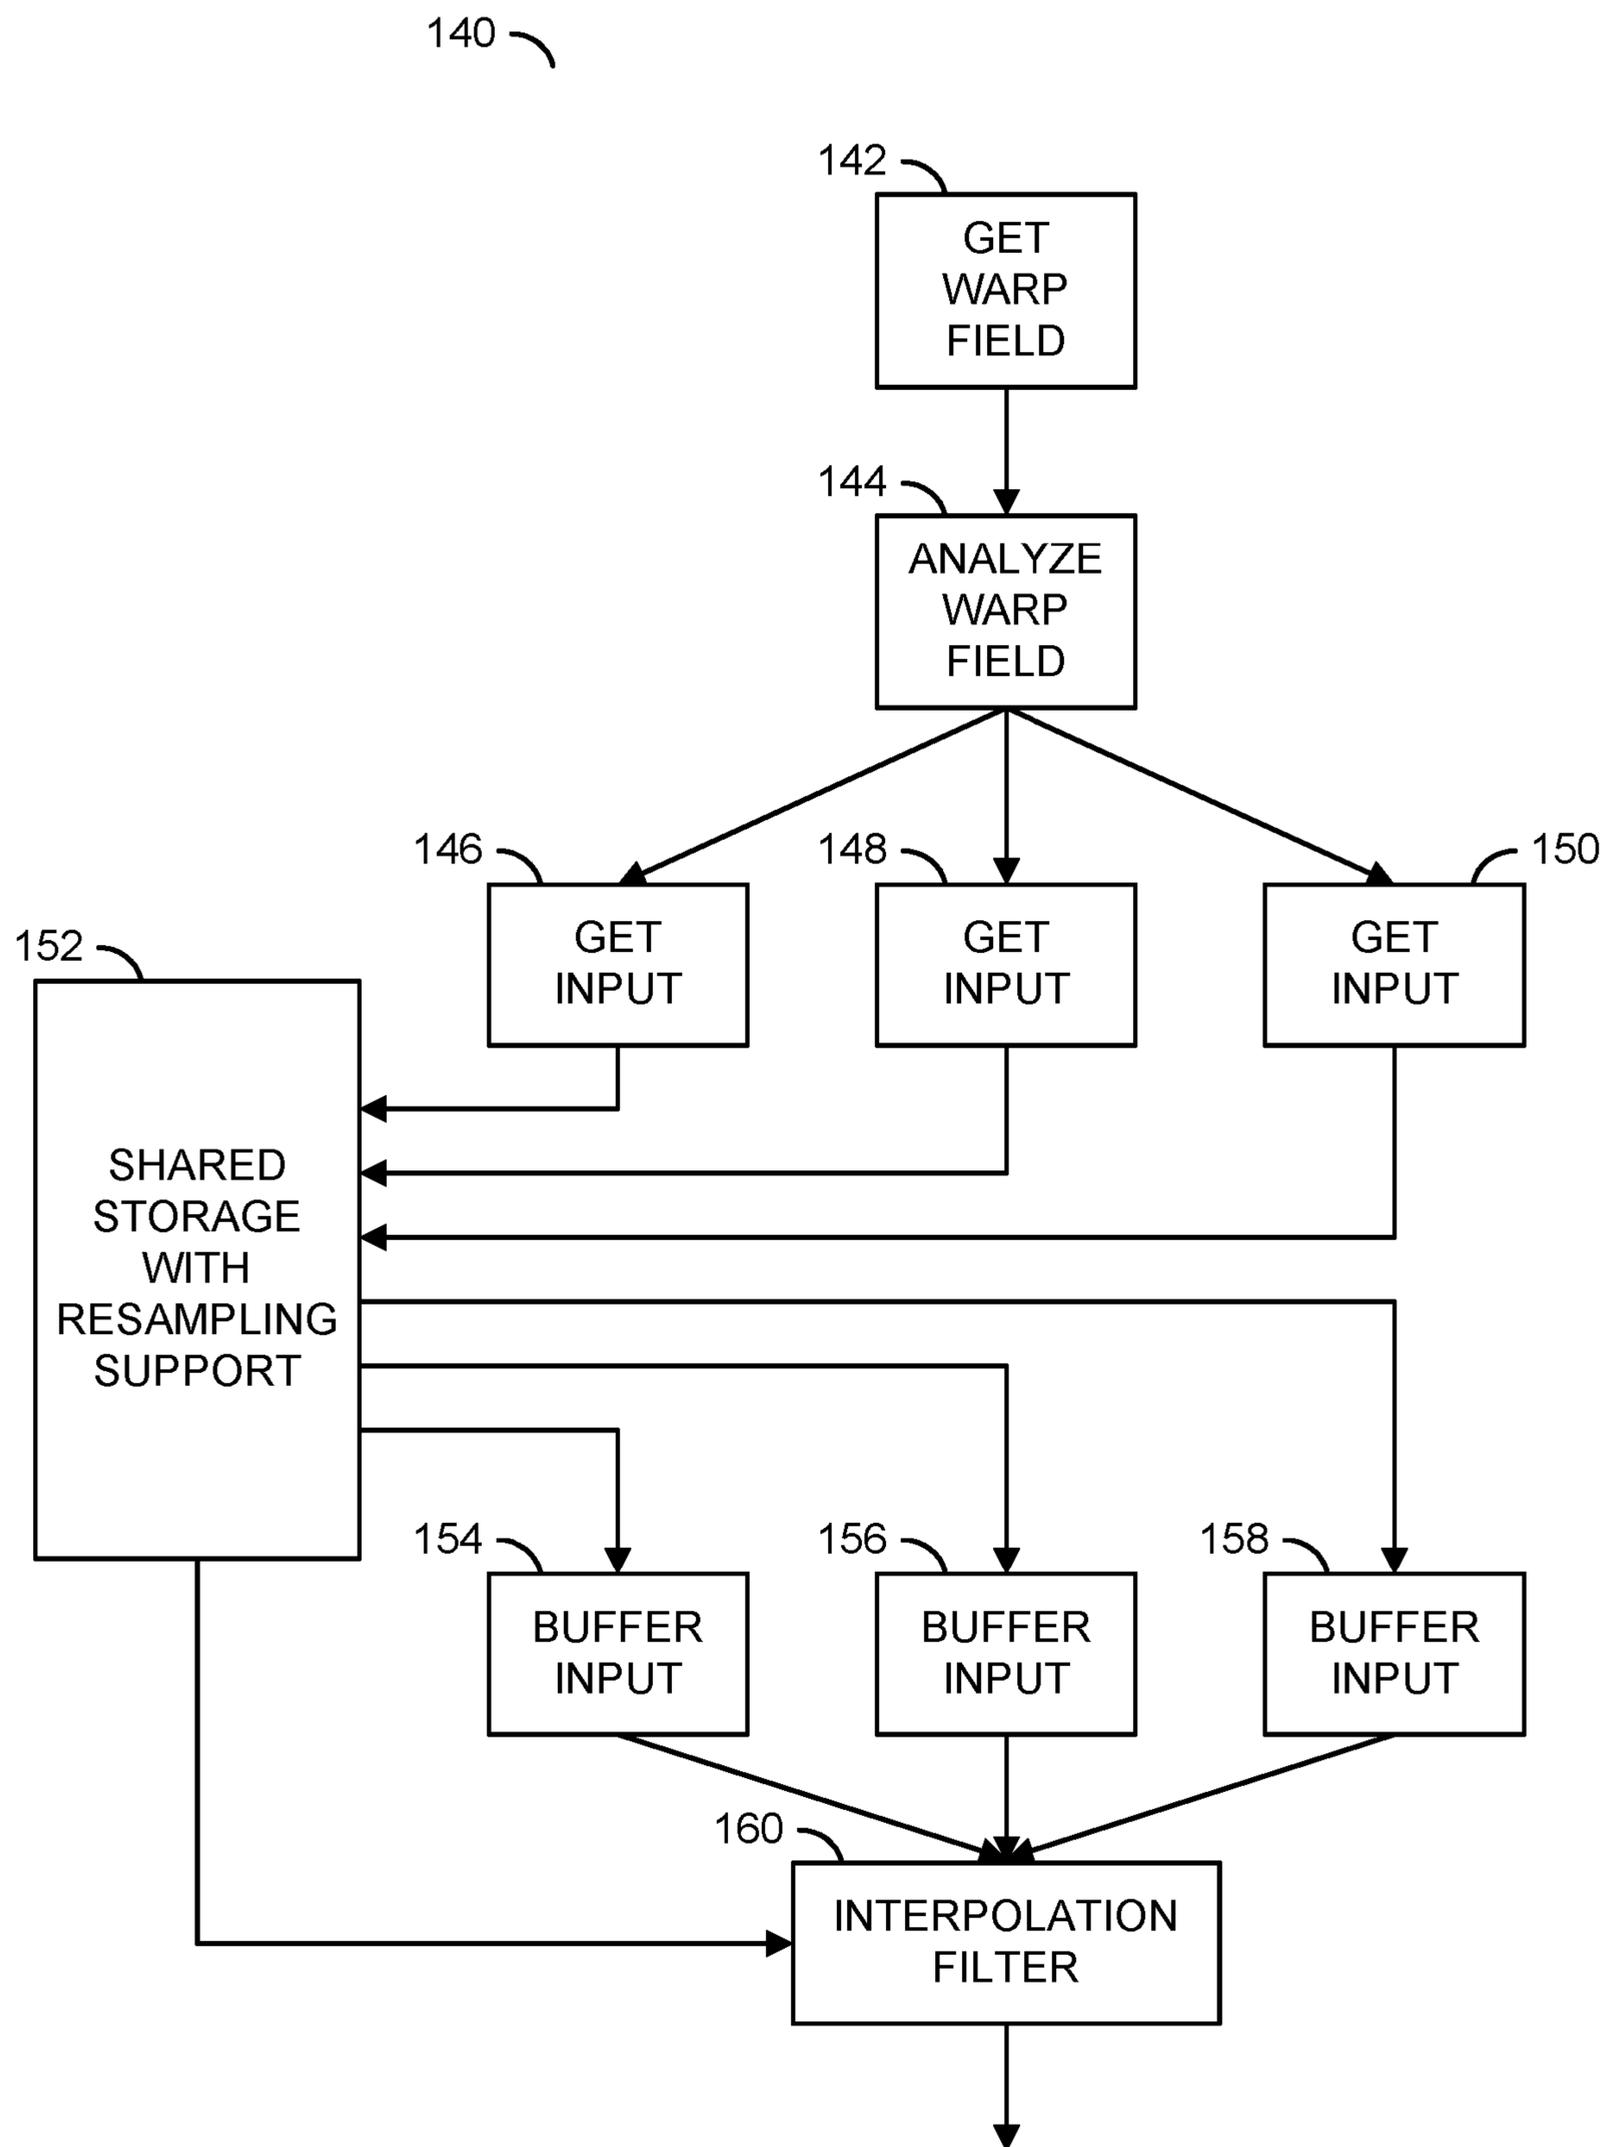 140
142
GET
WARP
FIELD
144
ANALYZE
WARP
FIELD
146
GET
INPUT
148
GET
INPUT
150
GET
INPUT
152
SHARED
STORAGE
WITH
RESAMPLING
SUPPORT
154
BUFFER
INPUT
156
BUFFER
INPUT
158
BUFFER
INPUT
160
INTERPOLATION
FILTER